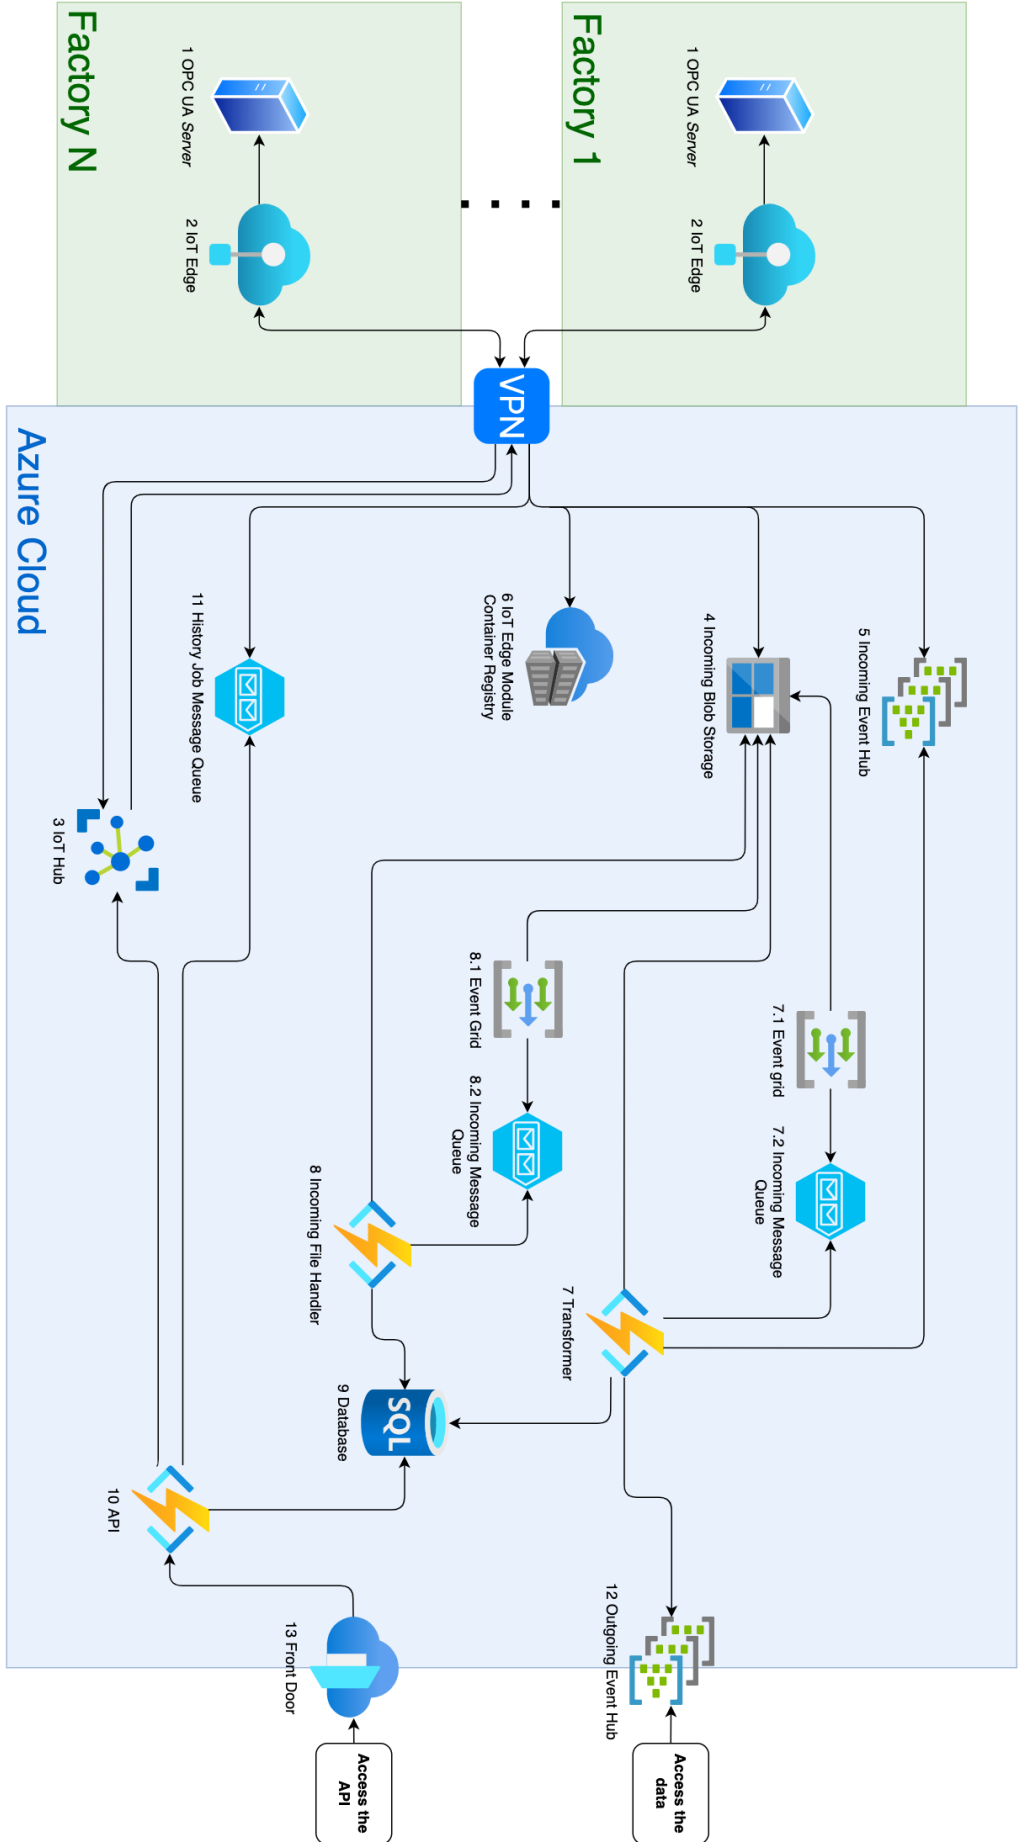 Factory 1
1 OPC UA Server
2 IoT Edge
Factory N
1 OPC UA Server
2 IoT Edge
VPN
Azure Cloud
5 Incoming Event Hub
4 Incoming Blob Storage
6 IoT Edge Module
Container Registry
11 History Job Message Queue
3 IoT Hub
7.1 Event grid
7.2 Incoming Message
Queue
8.1 Event Grid
8.2 Incoming Message
Queue
8 Incoming File Handler
7 Transformer
SQL
9 Database
10 API
12 Outgoing Event Hub
13 Front Door
Access the
data
Access the
API